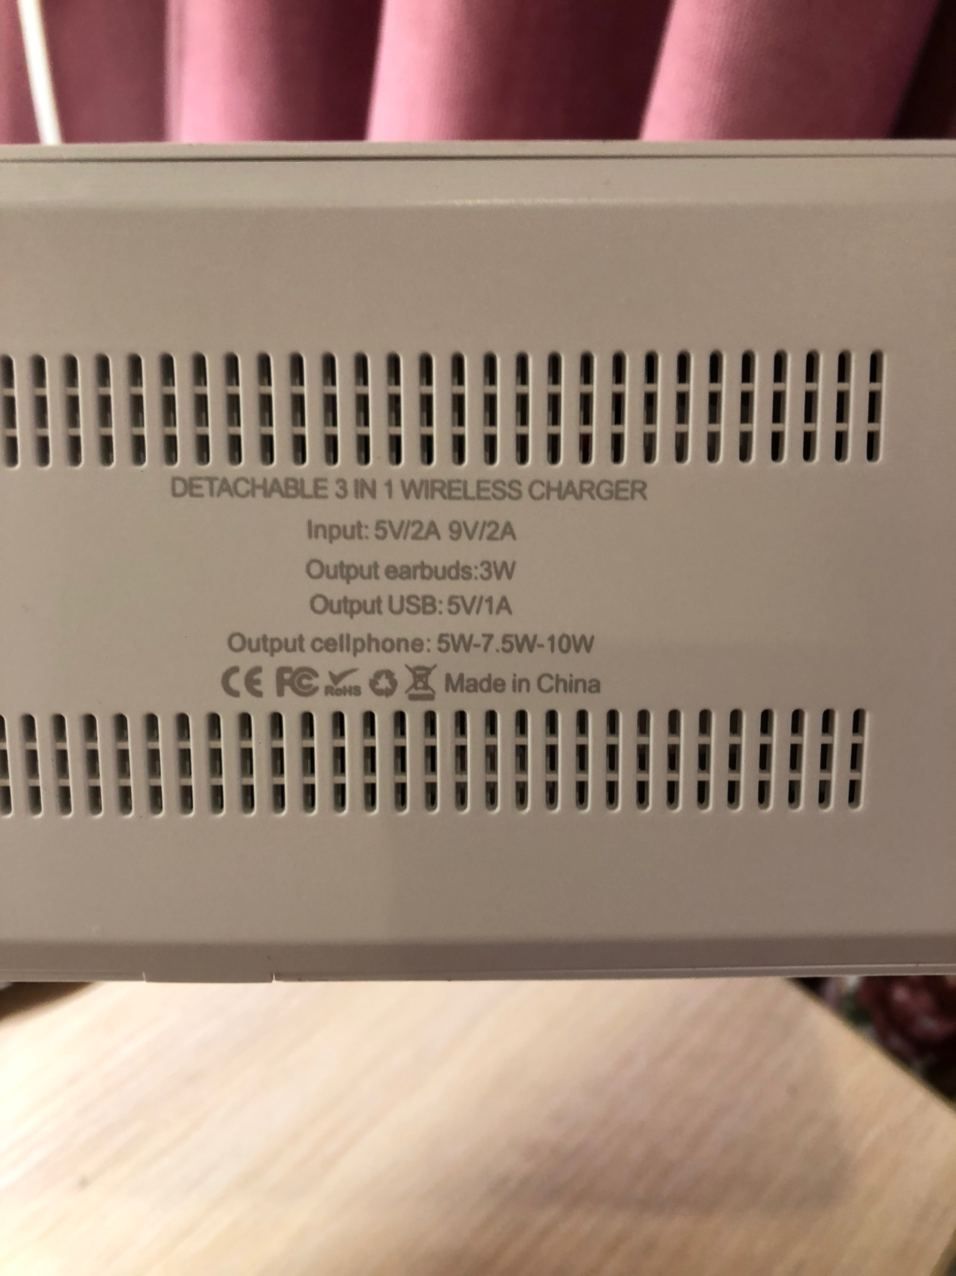 DETACHABLE 3 IN 1 WIRELESS CHARGER
Input: 5V/2A 9V/2A
Output earbuds:3W
Output USB: 5V/1A
Output cellphone: 5W-7.5W-10W
CE FC RoHS Made in China